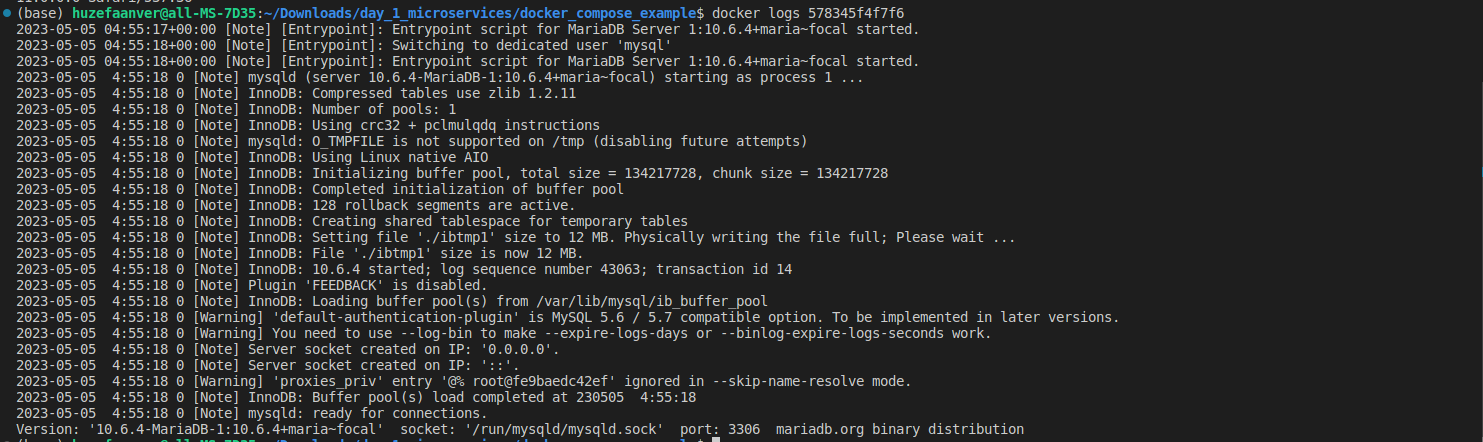 (base) huzefaanver@all-MS-7D35:~/Downloads/day_1_microservices/docker_compose_example$ docker logs 578345f4f7f6
2023-05-05 04:55:17+00:00 [Note] [Entrypoint]: Entrypoint script for MariaDB Server 1:10.6.4+maria~focal started.
2023-05-05 04:55:18+00:00 [Note] [Entrypoint]: Switching to dedicated user 'mysql'
2023-05-05 04:55:18+00:00 [Note] [Entrypoint]: Entrypoint script for MariaDB Server 1:10.6.4+maria~focal started.
2023-05-05  4:55:18 0 [Note] mysqld (server 10.6.4-MariaDB-1:10.6.4+maria~focal) starting as process 1 ...
2023-05-05  4:55:18 0 [Note] InnoDB: Compressed tables use zlib 1.2.11
2023-05-05  4:55:18 0 [Note] InnoDB: Number of pools: 1
2023-05-05  4:55:18 0 [Note] InnoDB: Using crc32 + pclmulqdq instructions
2023-05-05  4:55:18 0 [Note] mysqld: O_TMPFILE is not supported on /tmp (disabling future attempts)
2023-05-05  4:55:18 0 [Note] InnoDB: Using Linux native AIO
2023-05-05  4:55:18 0 [Note] InnoDB: Initializing buffer pool, total size = 134217728, chunk size = 134217728
2023-05-05  4:55:18 0 [Note] InnoDB: Completed initialization of buffer pool
2023-05-05  4:55:18 0 [Note] InnoDB: 128 rollback segments are active.
2023-05-05  4:55:18 0 [Note] InnoDB: Creating shared tablespace for temporary tables
2023-05-05  4:55:18 0 [Note] InnoDB: Setting file './ibtmp1' size to 12 MB. Physically writing the file full; Please wait ...
2023-05-05  4:55:18 0 [Note] InnoDB: File './ibtmp1' size is now 12 MB.
2023-05-05  4:55:18 0 [Note] InnoDB: 10.6.4 started; log sequence number 43063; transaction id 14
2023-05-05  4:55:18 0 [Note] Plugin 'FEEDBACK' is disabled.
2023-05-05  4:55:18 0 [Note] InnoDB: Loading buffer pool(s) from /var/lib/mysql/ib_buffer_pool
2023-05-05  4:55:18 0 [Warning] 'default-authentication-plugin' is MySQL 5.6 / 5.7 compatible option. To be implemented in later versions.
2023-05-05  4:55:18 0 [Warning] You need to use --log-bin to make --expire-logs-days or --binlog-expire-logs-seconds work.
2023-05-05  4:55:18 0 [Note] Server socket created on IP: '0.0.0.0'.
2023-05-05  4:55:18 0 [Note] Server socket created on IP: '::'.
2023-05-05  4:55:18 0 [Warning] 'proxies_priv' entry '@% root@fe9baedc42ef' ignored in --skip-name-resolve mode.
2023-05-05  4:55:18 0 [Note] InnoDB: Buffer pool(s) load completed at 230505  4:55:18
2023-05-05  4:55:18 0 [Note] mysqld: ready for connections.
Version: '10.6.4-MariaDB-1:10.6.4+maria~focal'  socket: '/run/mysqld/mysqld.sock'  port: 3306  mariadb.org binary distribution